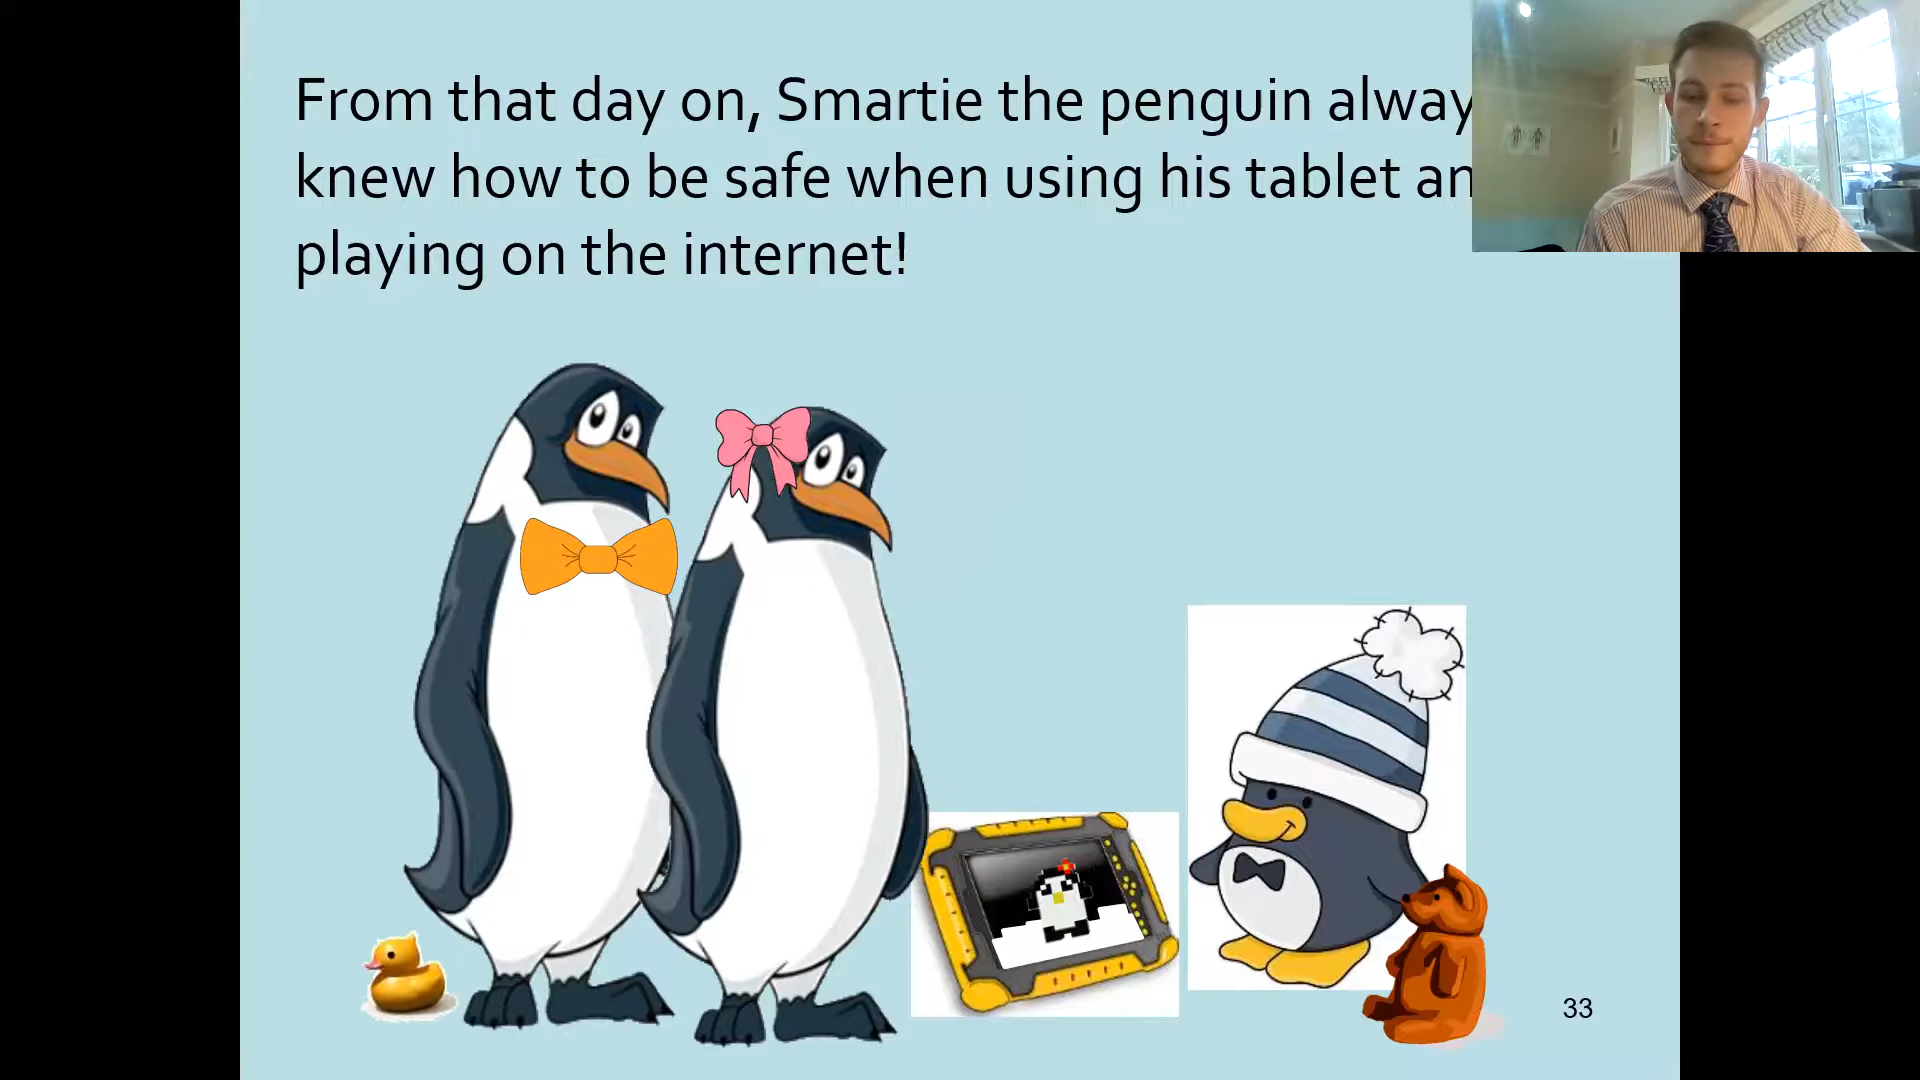 From that day on, Smartie the penguin alway
knew how to be safe when using his tablet an
playing on the internet!
33